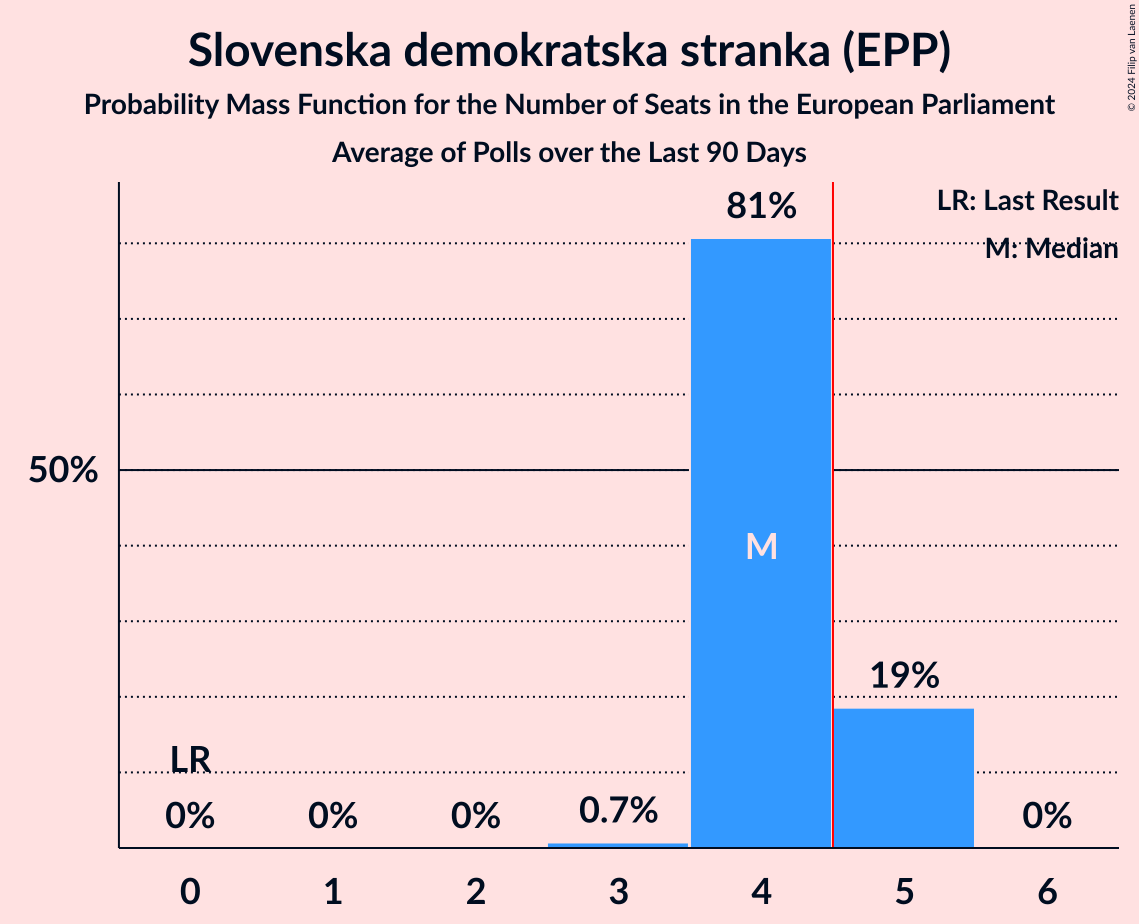 Slovenska demokratska stranka (EPP)
Probability Mass Function for the Number of Seats in the European Parliament
Average of Polls over the Last 90 Days
© 2024 Filip van Laenen
LR: Last Result
M: Median
81%
50%
M
19%
LR
0%
0%
0%
0.7%
0%
0
1
2
3
4
5
6